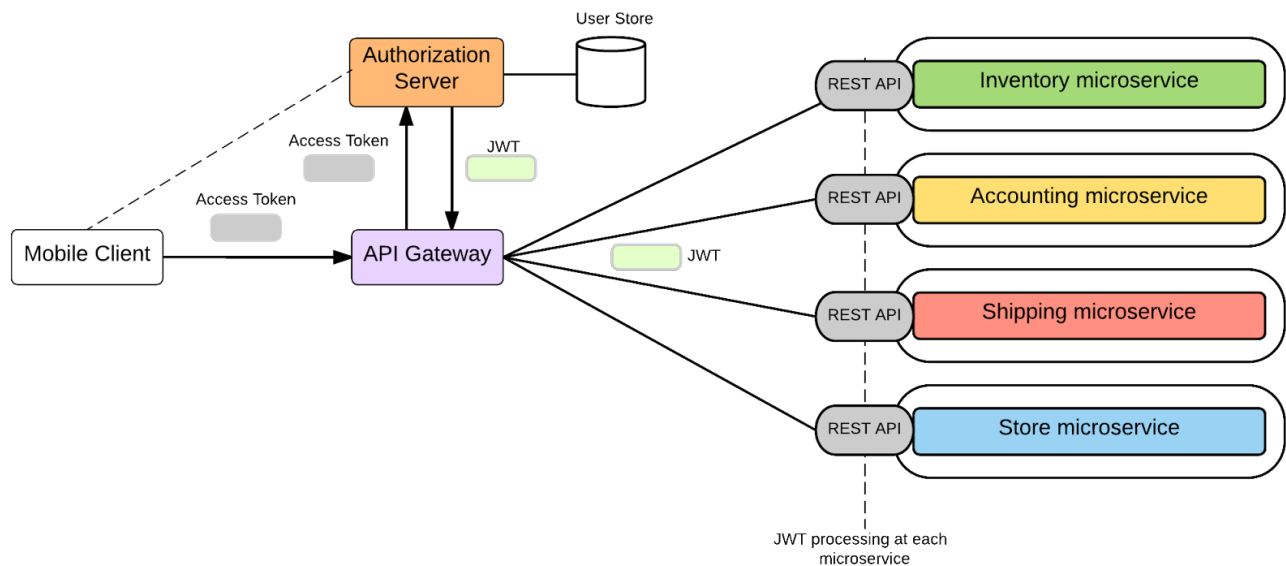 User Store
Authorization
Server
REST API
Inventory microservice
Access Token
JWT
Access Token
REST API
Accounting microservice
Mobile Client
API Gateway
JWT
REST API
Shipping microservice
REST API
Store microservice
JWT processing at each
microservice